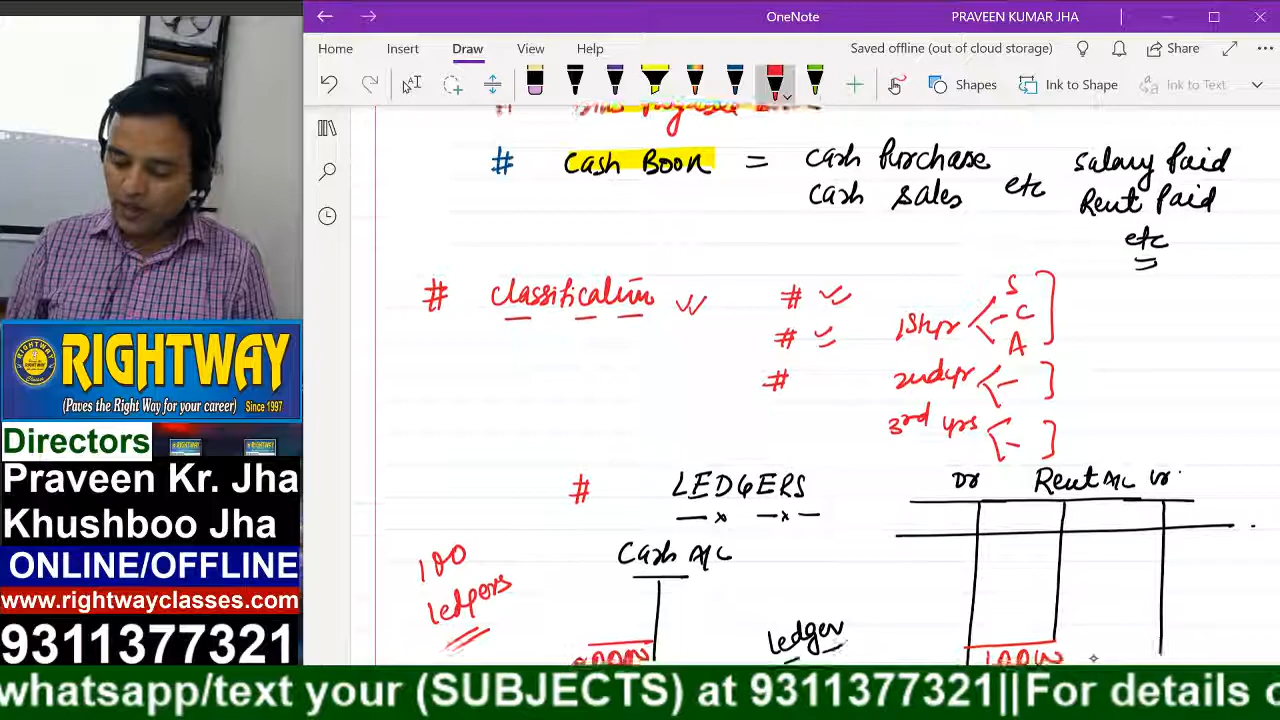 OneNote
PRAVEEN KUMAR JHA
Home Insert Draw View Help
Saved offline (out of cloud storage)
Share
Shapes
Ink to Shape
Ink to Text
# Cash Book = Cash Purchase
Cash Sales etc
Salary Paid
Rent Paid
etc
# Classification
#
#
#
1st yr
S
C
A
2nd yr
3rd yrs
# LEDGERS
Dr Rent A/c Cr
Cash A/c
100
ledgers
ledger
RIGHTWAY
(Paves the Right Way for your career) Since 1997
Directors
Praveen Kr. Jha
Khushboo Jha
ONLINE/OFFLINE
www.rightwayclasses.com
9311377321
whatsapp/text your (SUBJECTS) at 9311377321||For details c